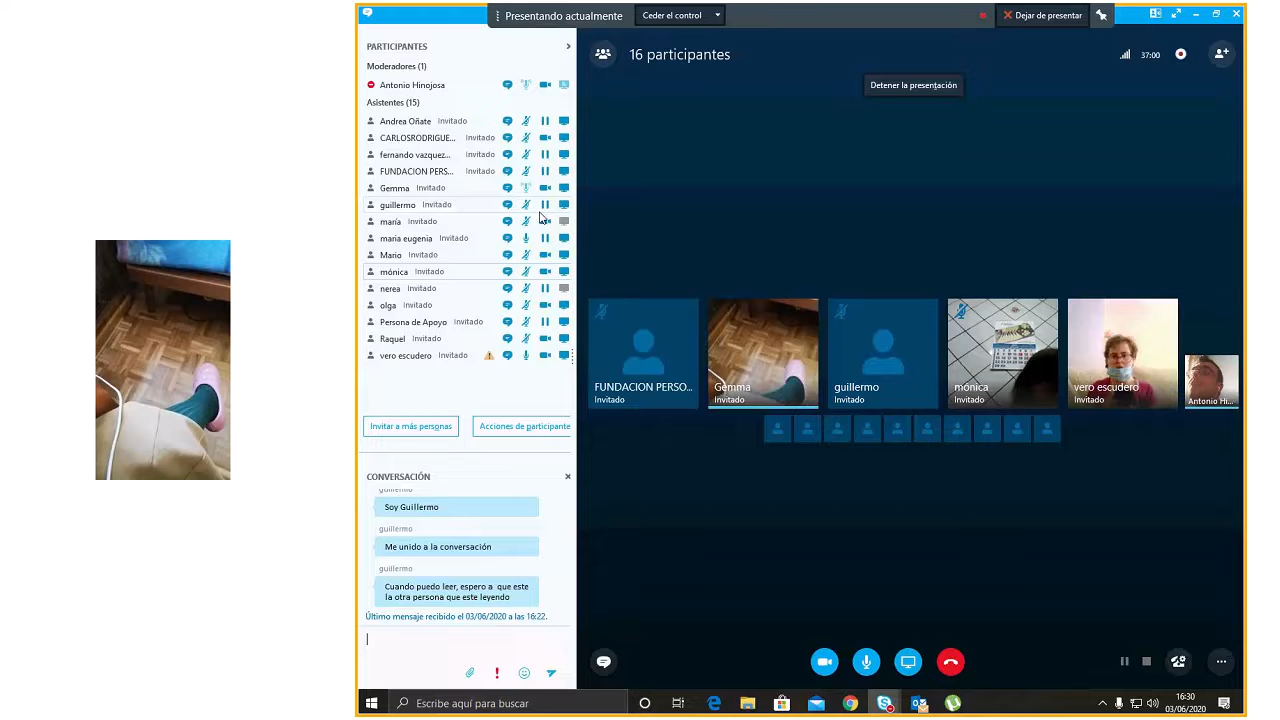 Presentando actualmente
Ceder el control
Dejar de presentar
PARTICIPANTES
Moderadores (1)
Antonio Hinojosa
Asistentes (15)
Andrea Oñate Invitado
CARLOSRODRIGUE... Invitado
fernando vazquez... Invitado
FUNDACION PERS... Invitado
Gemma Invitado
guillermo Invitado
maría Invitado
maria eugenia Invitado
Mario Invitado
mónica Invitado
nerea Invitado
olga Invitado
Persona de Apoyo Invitado
Raquel Invitado
vero escudero Invitado
Invitar a más personas
Acciones de participante
CONVERSACIÓN
guillermo
Soy Guillermo
guillermo
Me unido a la conversación
guillermo
Cuando puedo leer, espero a que este
la otra persona que este leyendo
Último mensaje recibido el 03/06/2020 a las 16:22.
16 participantes
37:00
Detener la presentación
FUNDACION PERSO...
Invitado
Gemma
Invitado
guillermo
Invitado
mónica
Invitado
vero escudero
Invitado
Antonio Hi...
Escribe aquí para buscar
16:30
03/06/2020